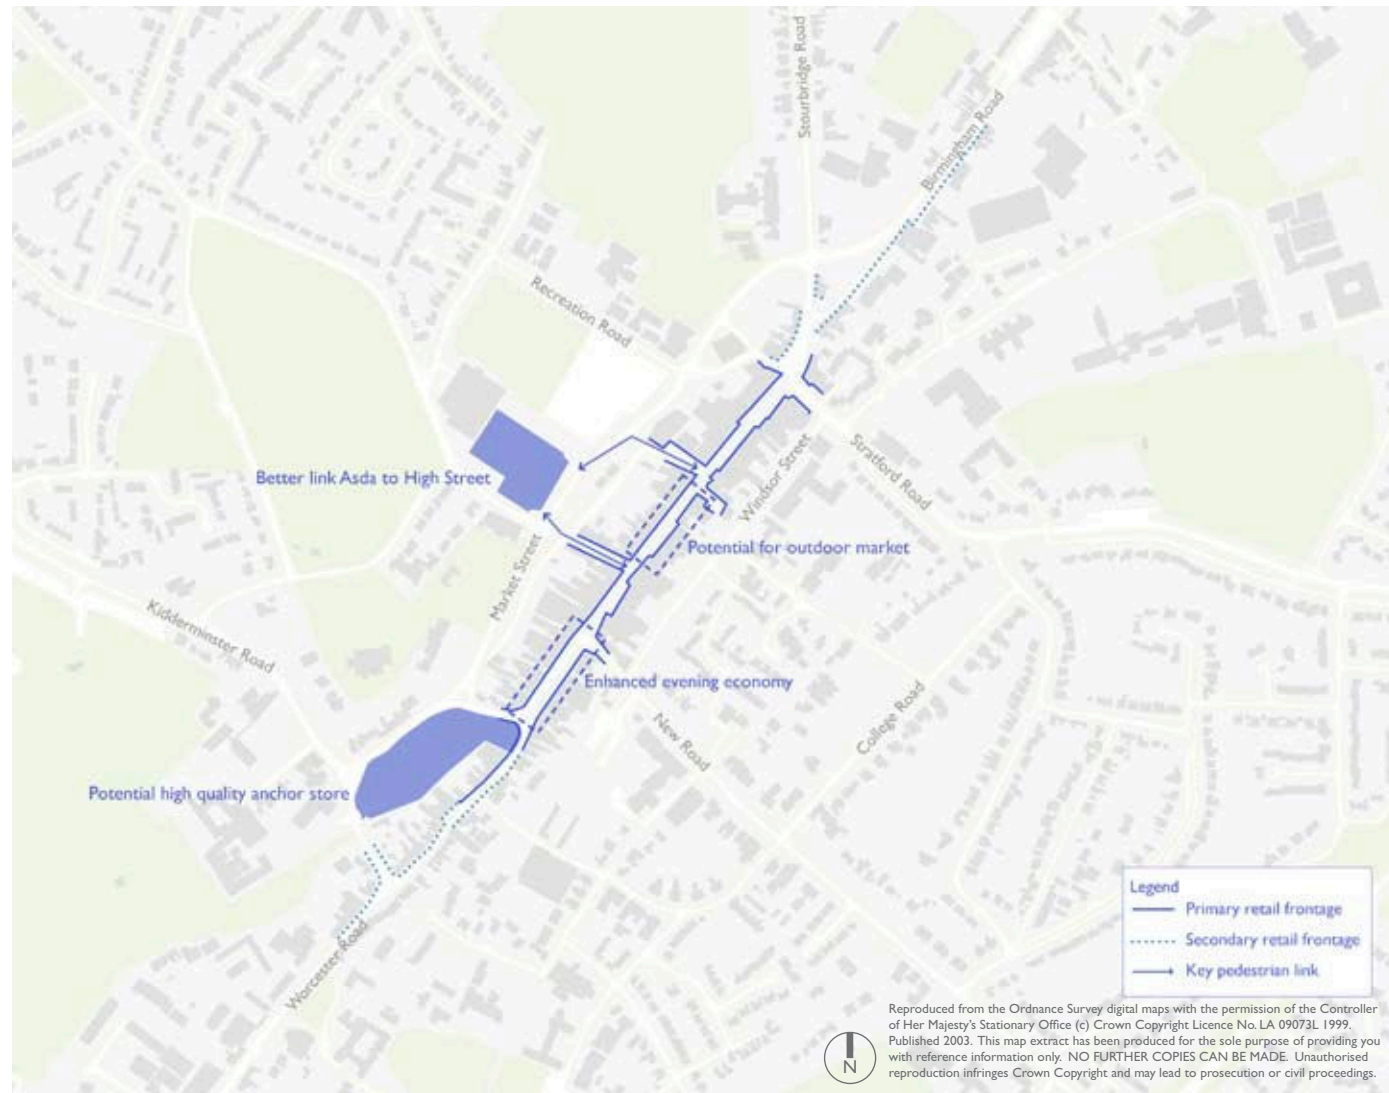 Stourbridge Road
Birmingham Road
Recreation Road
Better link Asda to High Street
Windsor Street
Stratford Road
Potential for outdoor market
Market Street
Kidderminster Road
Enhanced evening economy
New Road
College Road
Potential high quality anchor store
Worcester Road
Legend
Primary retail frontage
Secondary retail frontage
Key pedestrian link
N
Reproduced from the Ordnance Survey digital maps with the permission of the Controller
of Her Majesty's Stationary Office (c) Crown Copyright Licence No. LA 09073L 1999.
Published 2003. This map extract has been produced for the sole purpose of providing you
with reference information only. NO FURTHER COPIES CAN BE MADE. Unauthorised
reproduction infringes Crown Copyright and may lead to prosecution or civil proceedings.